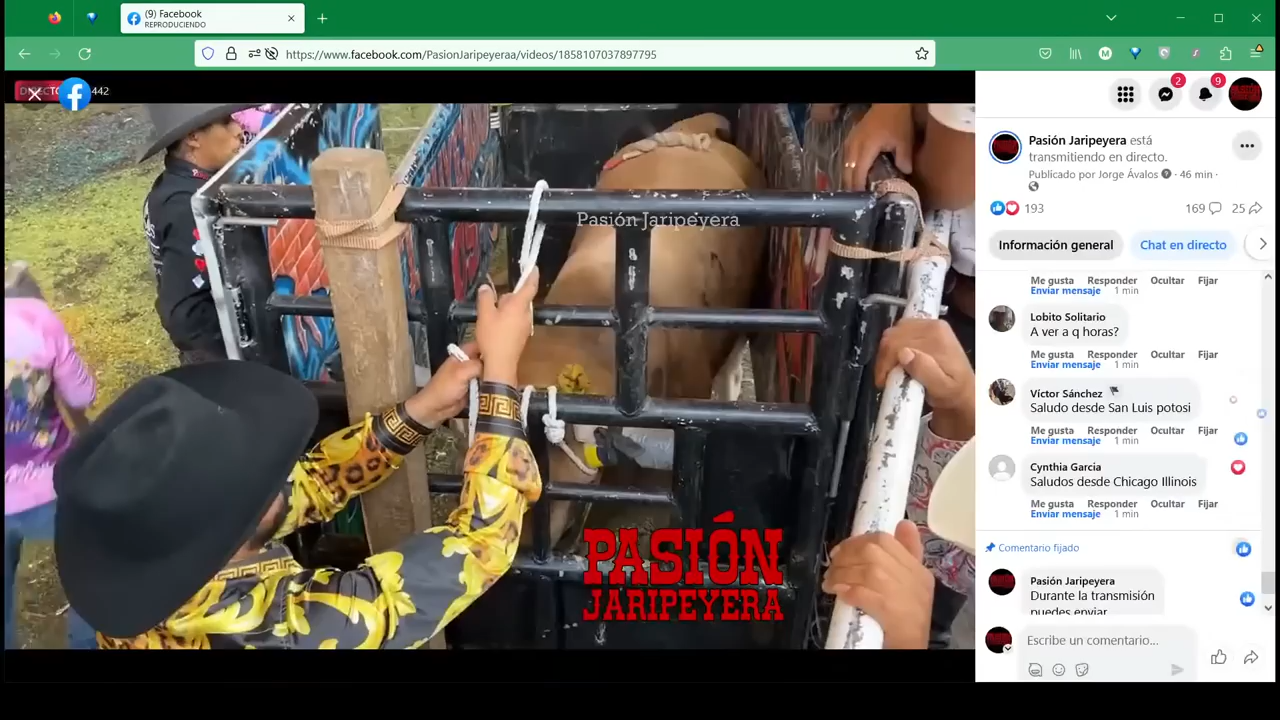 (9) Facebook
REPRODUCIENDO
https://www.facebook.com/PasionJaripeyeraa/videos/1858107037897795
442
Pasión Jaripeyera
PASIÓN
JARIPEYERA
2
9
Pasión Jaripeyera está
transmitiendo en directo.
Publicado por Jorge Ávalos · 46 min ·
193
169
25
Información general
Chat en directo
Me gusta Responder Ocultar Fijar
Enviar mensaje 1 min
Lobito Solitario
A ver a q horas?
Me gusta Responder Ocultar Fijar
Enviar mensaje 1 min
Víctor Sánchez
Saludo desde San Luis potosi
Me gusta Responder Ocultar Fijar
Enviar mensaje 1 min
Cynthia Garcia
Saludos desde Chicago Illinois
Me gusta Responder Ocultar Fijar
Enviar mensaje 1 min
Comentario fijado
Pasión Jaripeyera
Durante la transmisión
puedes enviar
Escribe un comentario...